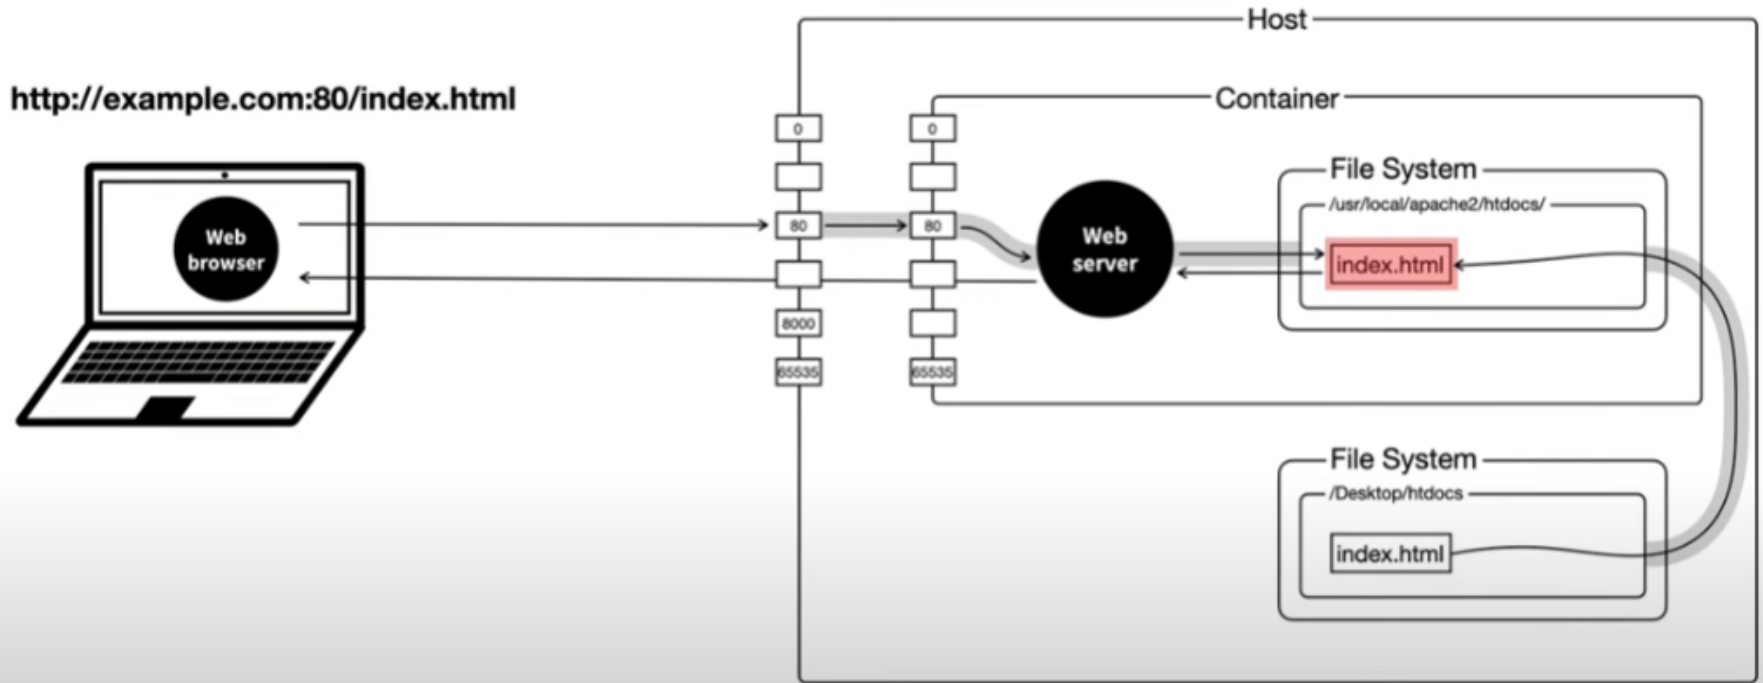 Host
http://example.com:80/index.html
Container
0
0
File System
/usr/local/apache2/htdocs/
80
80
Web
browser
Web
server
index.html
8000
65535
65535
File System
/Desktop/htdocs
index.html